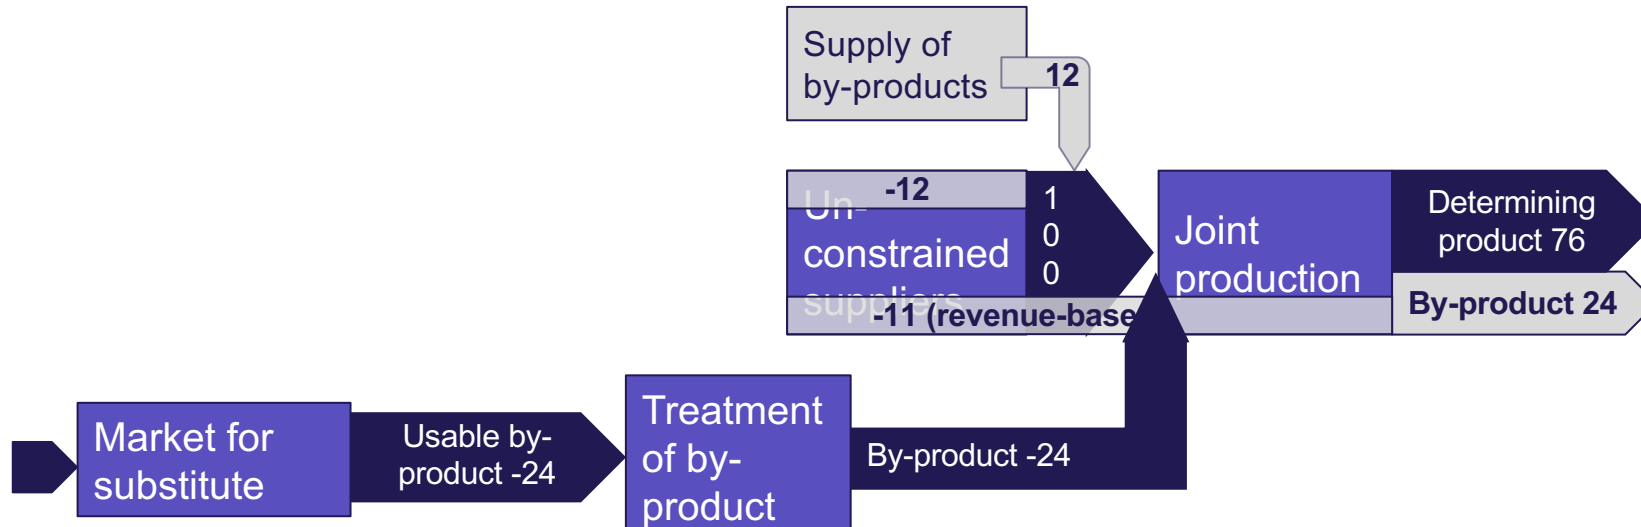 Supply of
by-products
12
-12
Un-
constrained
suppliers
1
0
0
-11 (revenue-base
Joint
production
Determining
product 76
By-product 24
Market for
substitute
Usable by-
product -24
Treatment
of by-
product
By-product -24